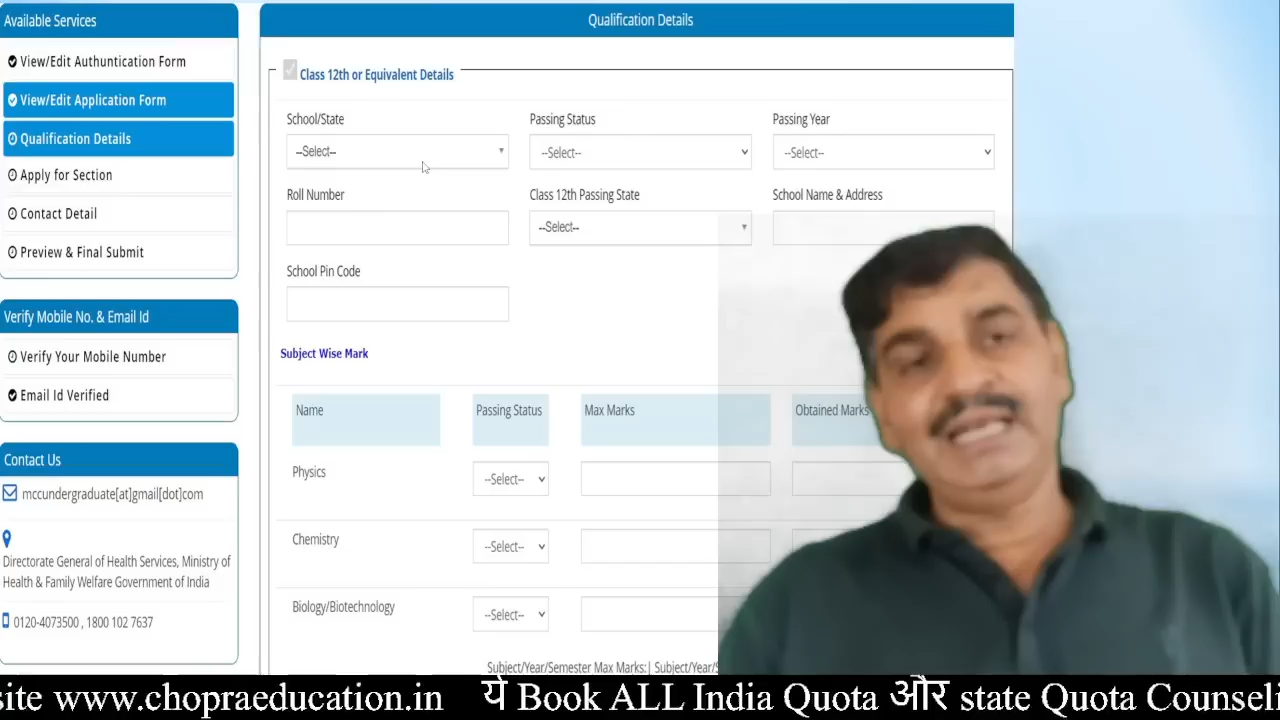 Available Services
View/Edit Authuntication Form
View/Edit Application Form
Qualification Details
Apply for Section
Contact Detail
Preview & Final Submit
Verify Mobile No. & Email Id
Verify Your Mobile Number
Email Id Verified
Contact Us
mccundergraduate[at]gmail[dot]com
Directorate General of Health Services, Ministry of
Health & Family Welfare Government of India
0120-4073500 , 1800 102 7637
Qualification Details
Class 12th or Equivalent Details
School/State Passing Status Passing Year
--Select-- --Select-- --Select--
Roll Number Class 12th Passing State School Name & Address
--Select--
School Pin Code
Subject Wise Mark
Name Passing Status Max Marks Obtained Marks
Physics --Select--
Chemistry --Select--
Biology/Biotechnology --Select--
Subject/Year/Semester Max Marks:| Subject/Year/S
site www.chopraeducation.in ये Book ALL India Quota और state Quota Counseli